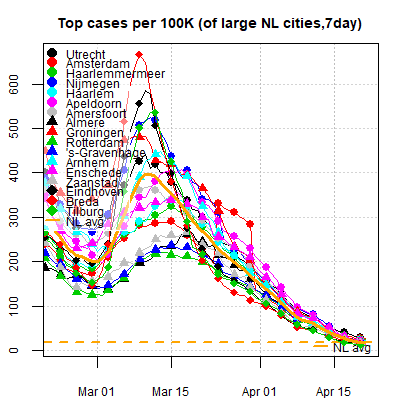 Top cases per 100K (of large NL cities,7day)
Utrecht
Amsterdam
Haarlemmermeer
Nijmegen
Haarlem
Apeldoorn
Amersfoort
Almere
Groningen
Rotterdam
's-Gravenhage
Arnhem
Enschede
Zaanstad
Eindhoven
Breda
Tilburg
NL avg
600
500
400
300
200
100
0
NL avg
Mar 01
Mar 15
Apr 01
Apr 15